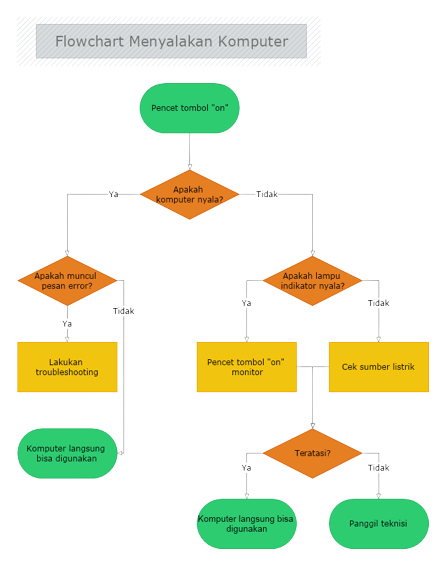 Flowchart Menyalakan Komputer
Pencet tombol "on"
Apakah
komputer nyala?
Ya
Tidak
Apakah muncul
pesan error?
Apakah lampu
indikator nyala?
Ya
Tidak
Ya
Tidak
Lakukan
troubleshooting
Pencet tombol "on"
monitor
Cek sumber listrik
Komputer langsung
bisa digunakan
Teratasi?
Ya
Tidak
Komputer langsung bisa
digunakan
Panggil teknisi